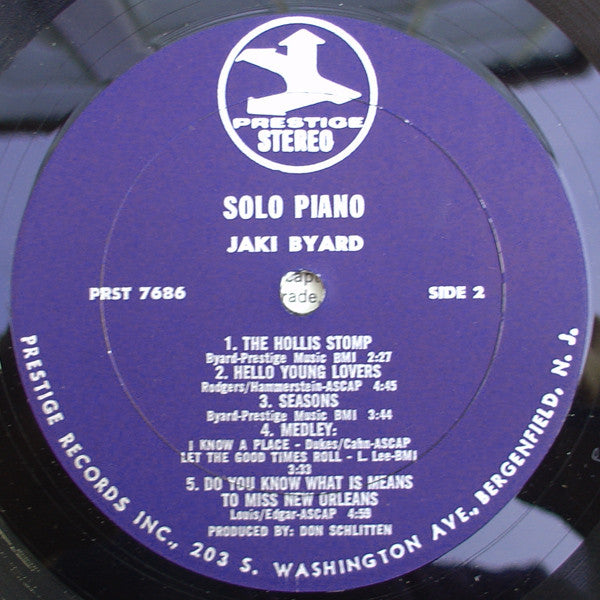 PRESTIGE
STEREO
SOLO PIANO
JAKI BYARD
PRST 7686
SIDE 2
1. THE HOLLIS STOMP
Byard-Prestige Music BMI 2:27
2. HELLO YOUNG LOVERS
Rodgers/Hammerstein-ASCAP 4:45
3. SEASONS
Byard-Prestige Music BMI 3:44
4. MEDLEY:
I KNOW A PLACE - Dukes/Cahn-ASCAP
LET THE GOOD TIMES ROLL - L. Lee-BMI
3:33
5. DO YOU KNOW WHAT IS MEANS
TO MISS NEW ORLEANS
Louis/Edgar-ASCAP 4:59
PRODUCED BY: DON SCHLITTEN
PRESTIGE RECORDS INC., 203 S. WASHINGTON AVE., BERGENFIELD, N. J.